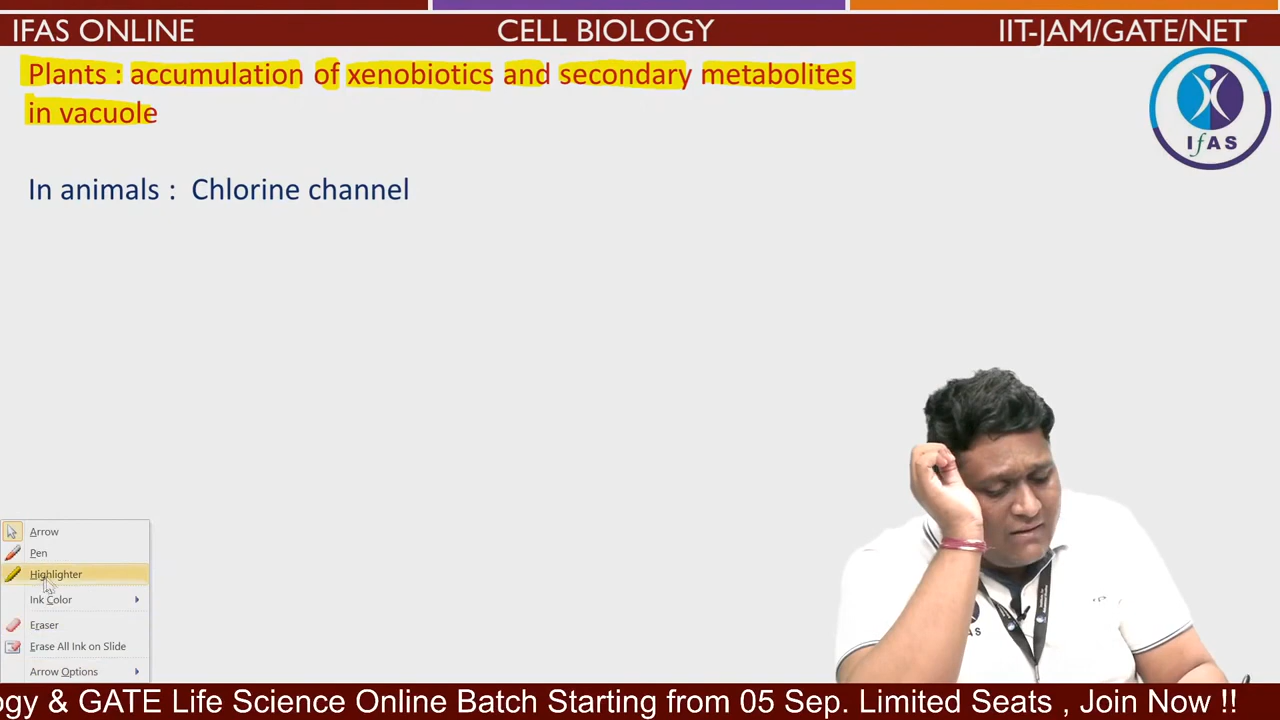 IFAS ONLINE CELL BIOLOGY IIT-JAM/GATE/NET
Plants : accumulation of xenobiotics and secondary metabolites
in vacuole
IfAS
In animals : Chlorine channel
Arrow
Pen
Highlighter
Ink Color
Eraser
Erase All Ink on Slide
Arrow Options
ogy & GATE Life Science Online Batch Starting from 05 Sep. Limited Seats , Join Now !!